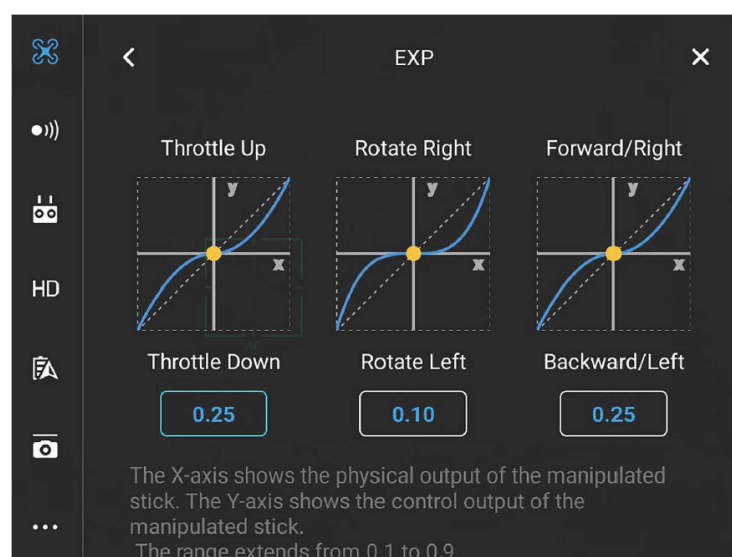 EXP
Throttle Up
Rotate Right
Forward/Right
y
y
y
x
x
x
HD
Throttle Down
Rotate Left
Backward/Left
0.25
0.10
0.25
The X-axis shows the physical output of the manipulated
stick. The Y-axis shows the control output of the
manipulated stick.
The range extends from 0.1 to 0.9